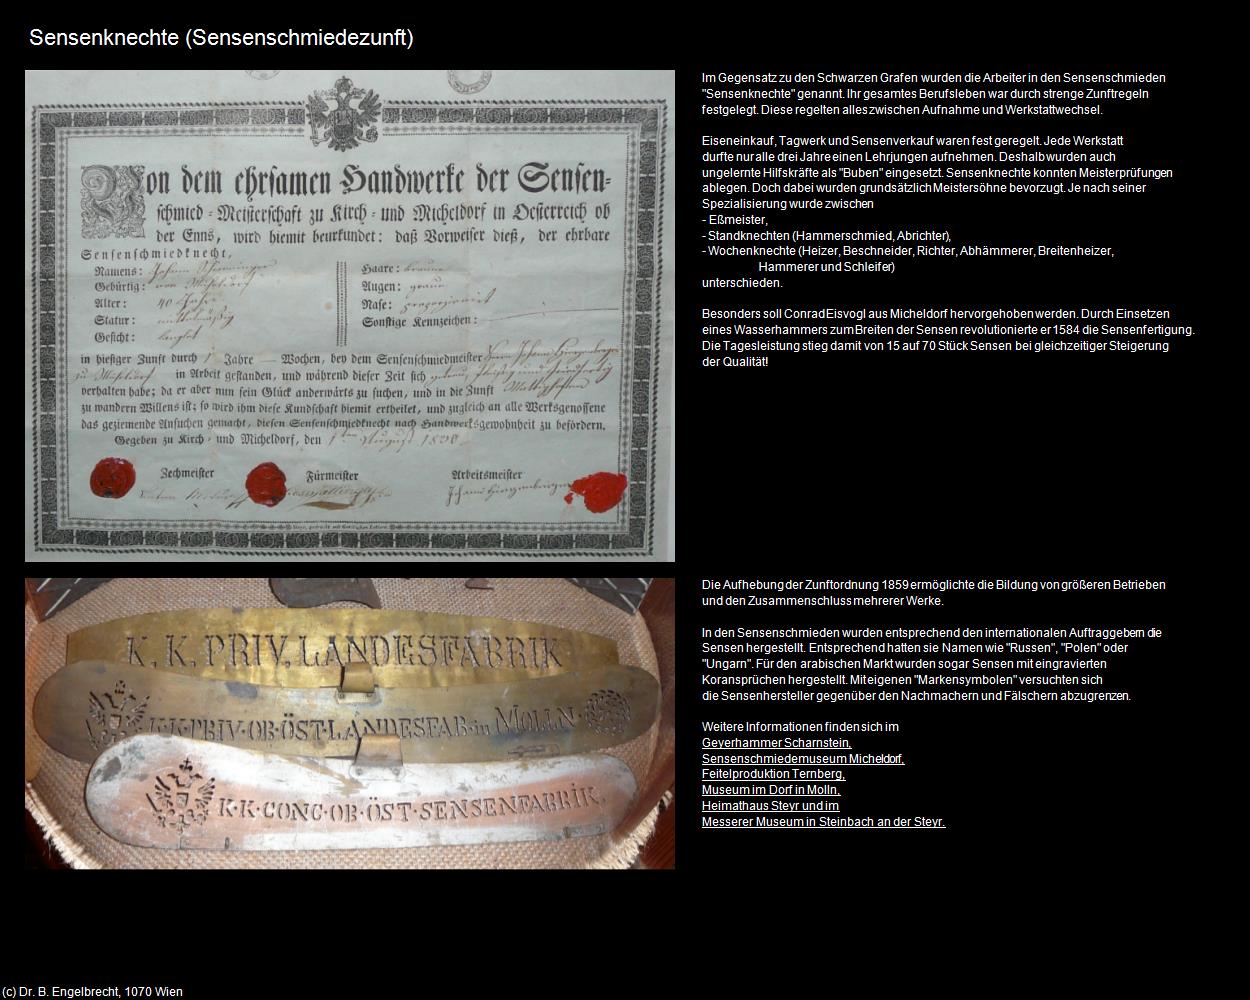 Sensenknechte (Sensenschmiedezunft)
Von dem ehrsamen Handwerke der Sensen-
schmied-Meisterschaft zu Kirch- und Micheldorf in Oesterreich ob
der Enns, wird hiemit beurkundet: daß Vorweiser dieß, der ehrbare
Sensenschmiedknecht,
Namens: Johann
Gebürtig: von
Alter: 40 Jahre
Statur: mittelmäßig
Gesicht: länglet
Haare: braune
Augen: graue
Nase: proporzionirt
Sonstige Kennzeichen:
in hiesiger Zunft durch 1 Jahre Wochen, bey dem Sensenschmiedmeister Herrn Johann
zu in Arbeit gestanden, und während dieser Zeit sich
verhalten habe; da er aber nun sein Glück anderwärts zu suchen, und in die Zunft
zu wandern Willens ist; so wird ihm diese Kundschaft hiemit ertheilet, und zugleich an alle Werksgenossene
das geziemende Ansuchen gemacht, diesen Sensenschmiedknecht nach Handwerksgewohnheit zu befördern.
Gegeben zu Kirch- und Micheldorf, den 1ten August
Zechmeister Fürmeister Arbeitsmeister
K. K. PRIV. LANDESFABRIK
K·K·PRIV·OB·ÖST·LANDESFAB·in MOLLN·
K·K·CONC·OB·ÖST·SENSENFABRIK.
Im Gegensatz zu den Schwarzen Grafen wurden die Arbeiter in den Sensenschmieden
"Sensenknechte" genannt. Ihr gesamtes Berufsleben war durch strenge Zunftregeln
festgelegt. Diese regelten alles zwischen Aufnahme und Werkstattwechsel.
Eiseneinkauf, Tagwerk und Sensenverkauf waren fest geregelt. Jede Werkstatt
durfte nur alle drei Jahre einen Lehrjungen aufnehmen. Deshalb wurden auch
ungelernte Hilfskräfte als "Buben" eingesetzt. Sensenknechte konnten Meisterprüfungen
ablegen. Doch dabei wurden grundsätzlich Meistersöhne bevorzugt. Je nach seiner
Spezialisierung wurde zwischen
- Eßmeister,
- Standknechten (Hammerschmied, Abrichter),
- Wochenknechte (Heizer, Beschneider, Richter, Abhämmerer, Breitenheizer,
Hammerer und Schleifer)
unterschieden.
Besonders soll Conrad Eisvogl aus Micheldorf hervorgehoben werden. Durch Einsetzen
eines Wasserhammers zum Breiten der Sensen revolutionierte er 1584 die Sensenfertigung.
Die Tagesleistung stieg damit von 15 auf 70 Stück Sensen bei gleichzeitiger Steigerung
der Qualität!
Die Aufhebung der Zunftordnung 1859 ermöglichte die Bildung von größeren Betrieben
und den Zusammenschluss mehrerer Werke.
In den Sensenschmieden wurden entsprechend den internationalen Auftraggebern die
Sensen hergestellt. Entsprechend hatten sie Namen wie "Russen", "Polen" oder
"Ungarn". Für den arabischen Markt wurden sogar Sensen mit eingravierten
Koransprüchen hergestellt. Mit eigenen "Markensymbolen" versuchten sich
die Sensenhersteller gegenüber den Nachmachern und Fälschern abzugrenzen.
Weitere Informationen finden sich im
Geyerhammer Scharnstein,
Sensenschmiedemuseum Micheldorf,
Feitelproduktion Ternberg,
Museum im Dorf in Molln,
Heimathaus Steyr und im
Messerer Museum in Steinbach an der Steyr.
(c) Dr. B. Engelbrecht, 1070 Wien